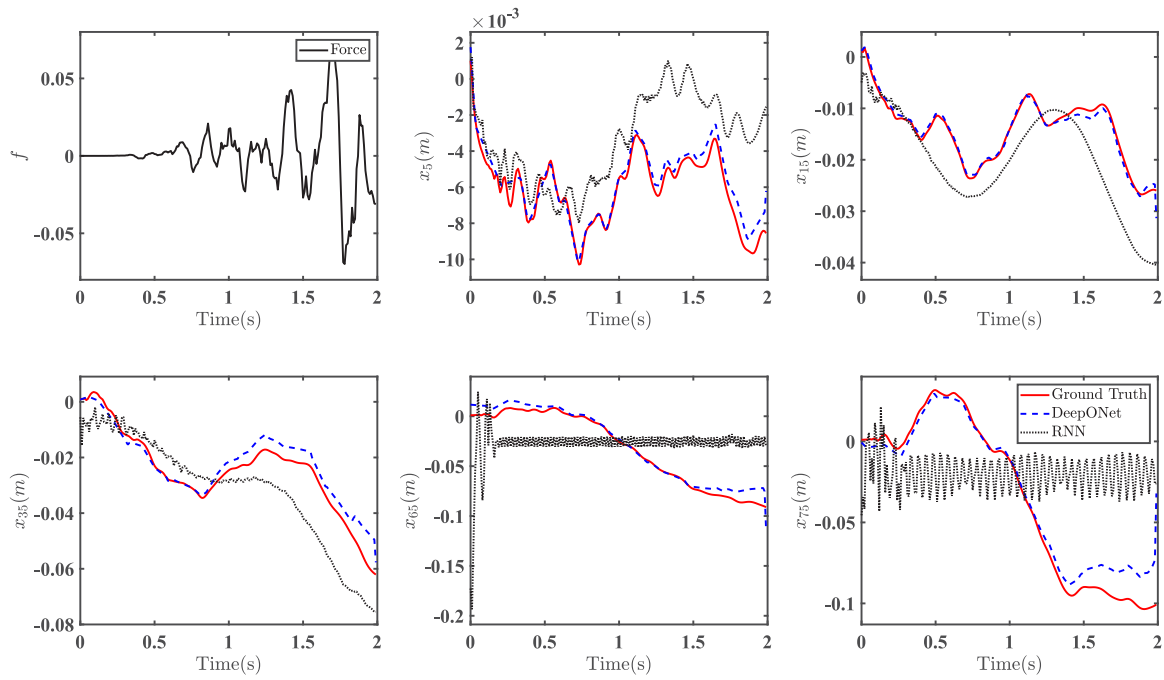 Force
f
0.05
0
-0.05
0 0.5 1 1.5 2
Time(s)
× 10⁻³
x₅(m)
2
0
-2
-4
-6
-8
-10
0 0.5 1 1.5 2
Time(s)
x₁₅(m)
0
-0.01
-0.02
-0.03
-0.04
0 0.5 1 1.5 2
Time(s)
x₃₅(m)
0
-0.02
-0.04
-0.06
-0.08
0 0.5 1 1.5 2
Time(s)
x₆₅(m)
0
-0.05
-0.1
-0.15
-0.2
0 0.5 1 1.5 2
Time(s)
Ground Truth
DeepONet
RNN
x₇₅(m)
0.05
0
-0.05
-0.1
0 0.5 1 1.5 2
Time(s)